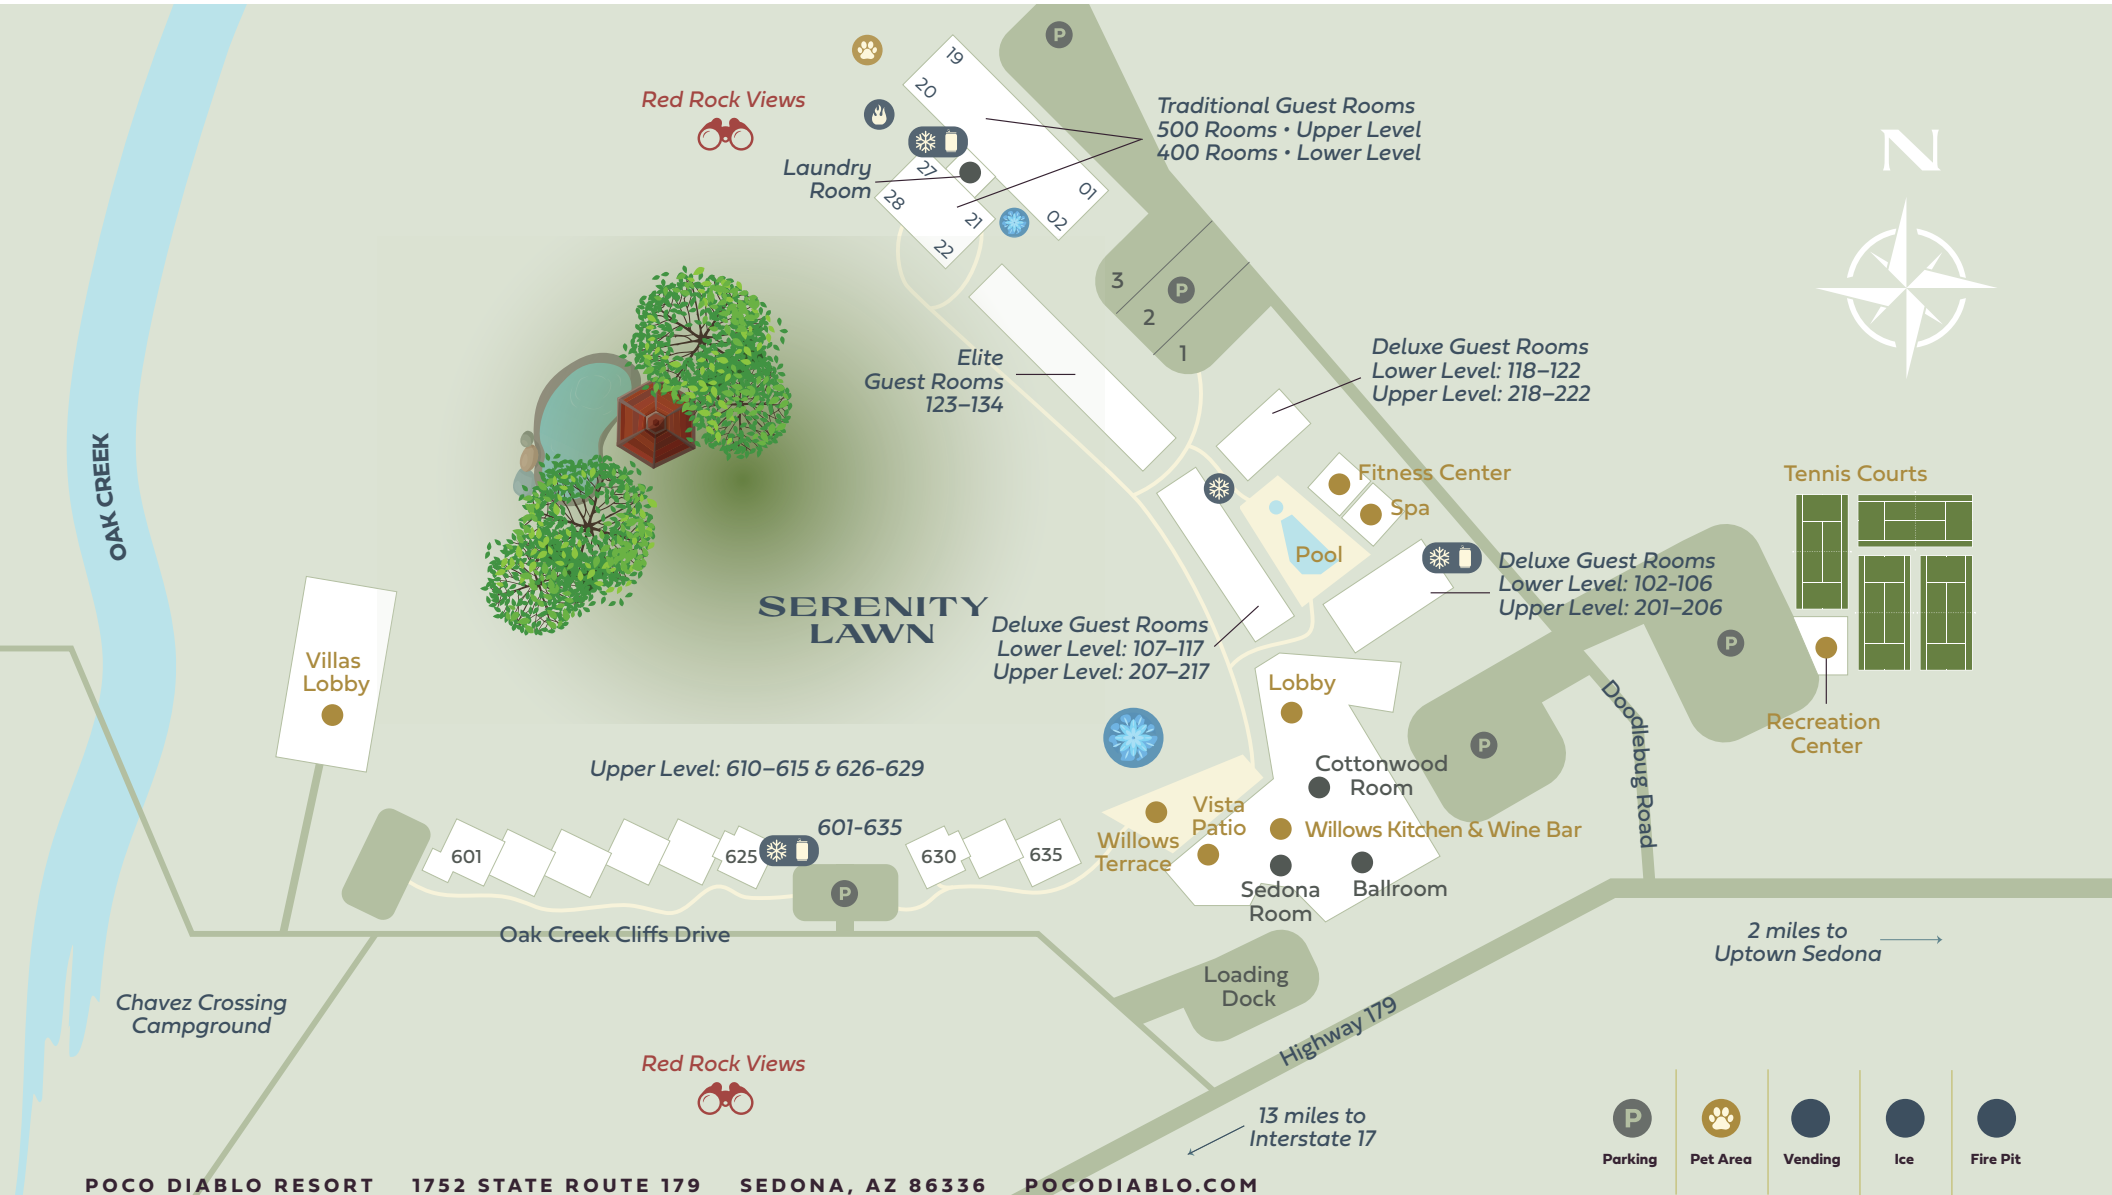 P
19
20
Red Rock Views
Traditional Guest Rooms
500 Rooms • Upper Level
400 Rooms • Lower Level
N
Laundry
Room
27
28
21
22
01
02
3
P
2
1
Elite
Guest Rooms
123–134
Deluxe Guest Rooms
Lower Level: 118–122
Upper Level: 218–222
OAK CREEK
Fitness Center
Spa
Tennis Courts
Pool
Deluxe Guest Rooms
Lower Level: 102-106
Upper Level: 201–206
SERENITY
LAWN
Deluxe Guest Rooms
Lower Level: 107–117
Upper Level: 207–217
P
Villas
Lobby
Lobby
Doodlebug Road
Recreation
Center
P
Upper Level: 610–615 & 626-629
Cottonwood
Room
Vista
Patio
601-635
Willows
Terrace
Willows Kitchen & Wine Bar
601
625
630
635
P
Sedona
Room
Ballroom
Oak Creek Cliffs Drive
2 miles to
Uptown Sedona
Loading
Dock
Highway 179
Chavez Crossing
Campground
Red Rock Views
13 miles to
Interstate 17
P
Parking
Pet Area
Vending
Ice
Fire Pit
POCO DIABLO RESORT 1752 STATE ROUTE 179 SEDONA, AZ 86336 POCODIABLO.COM